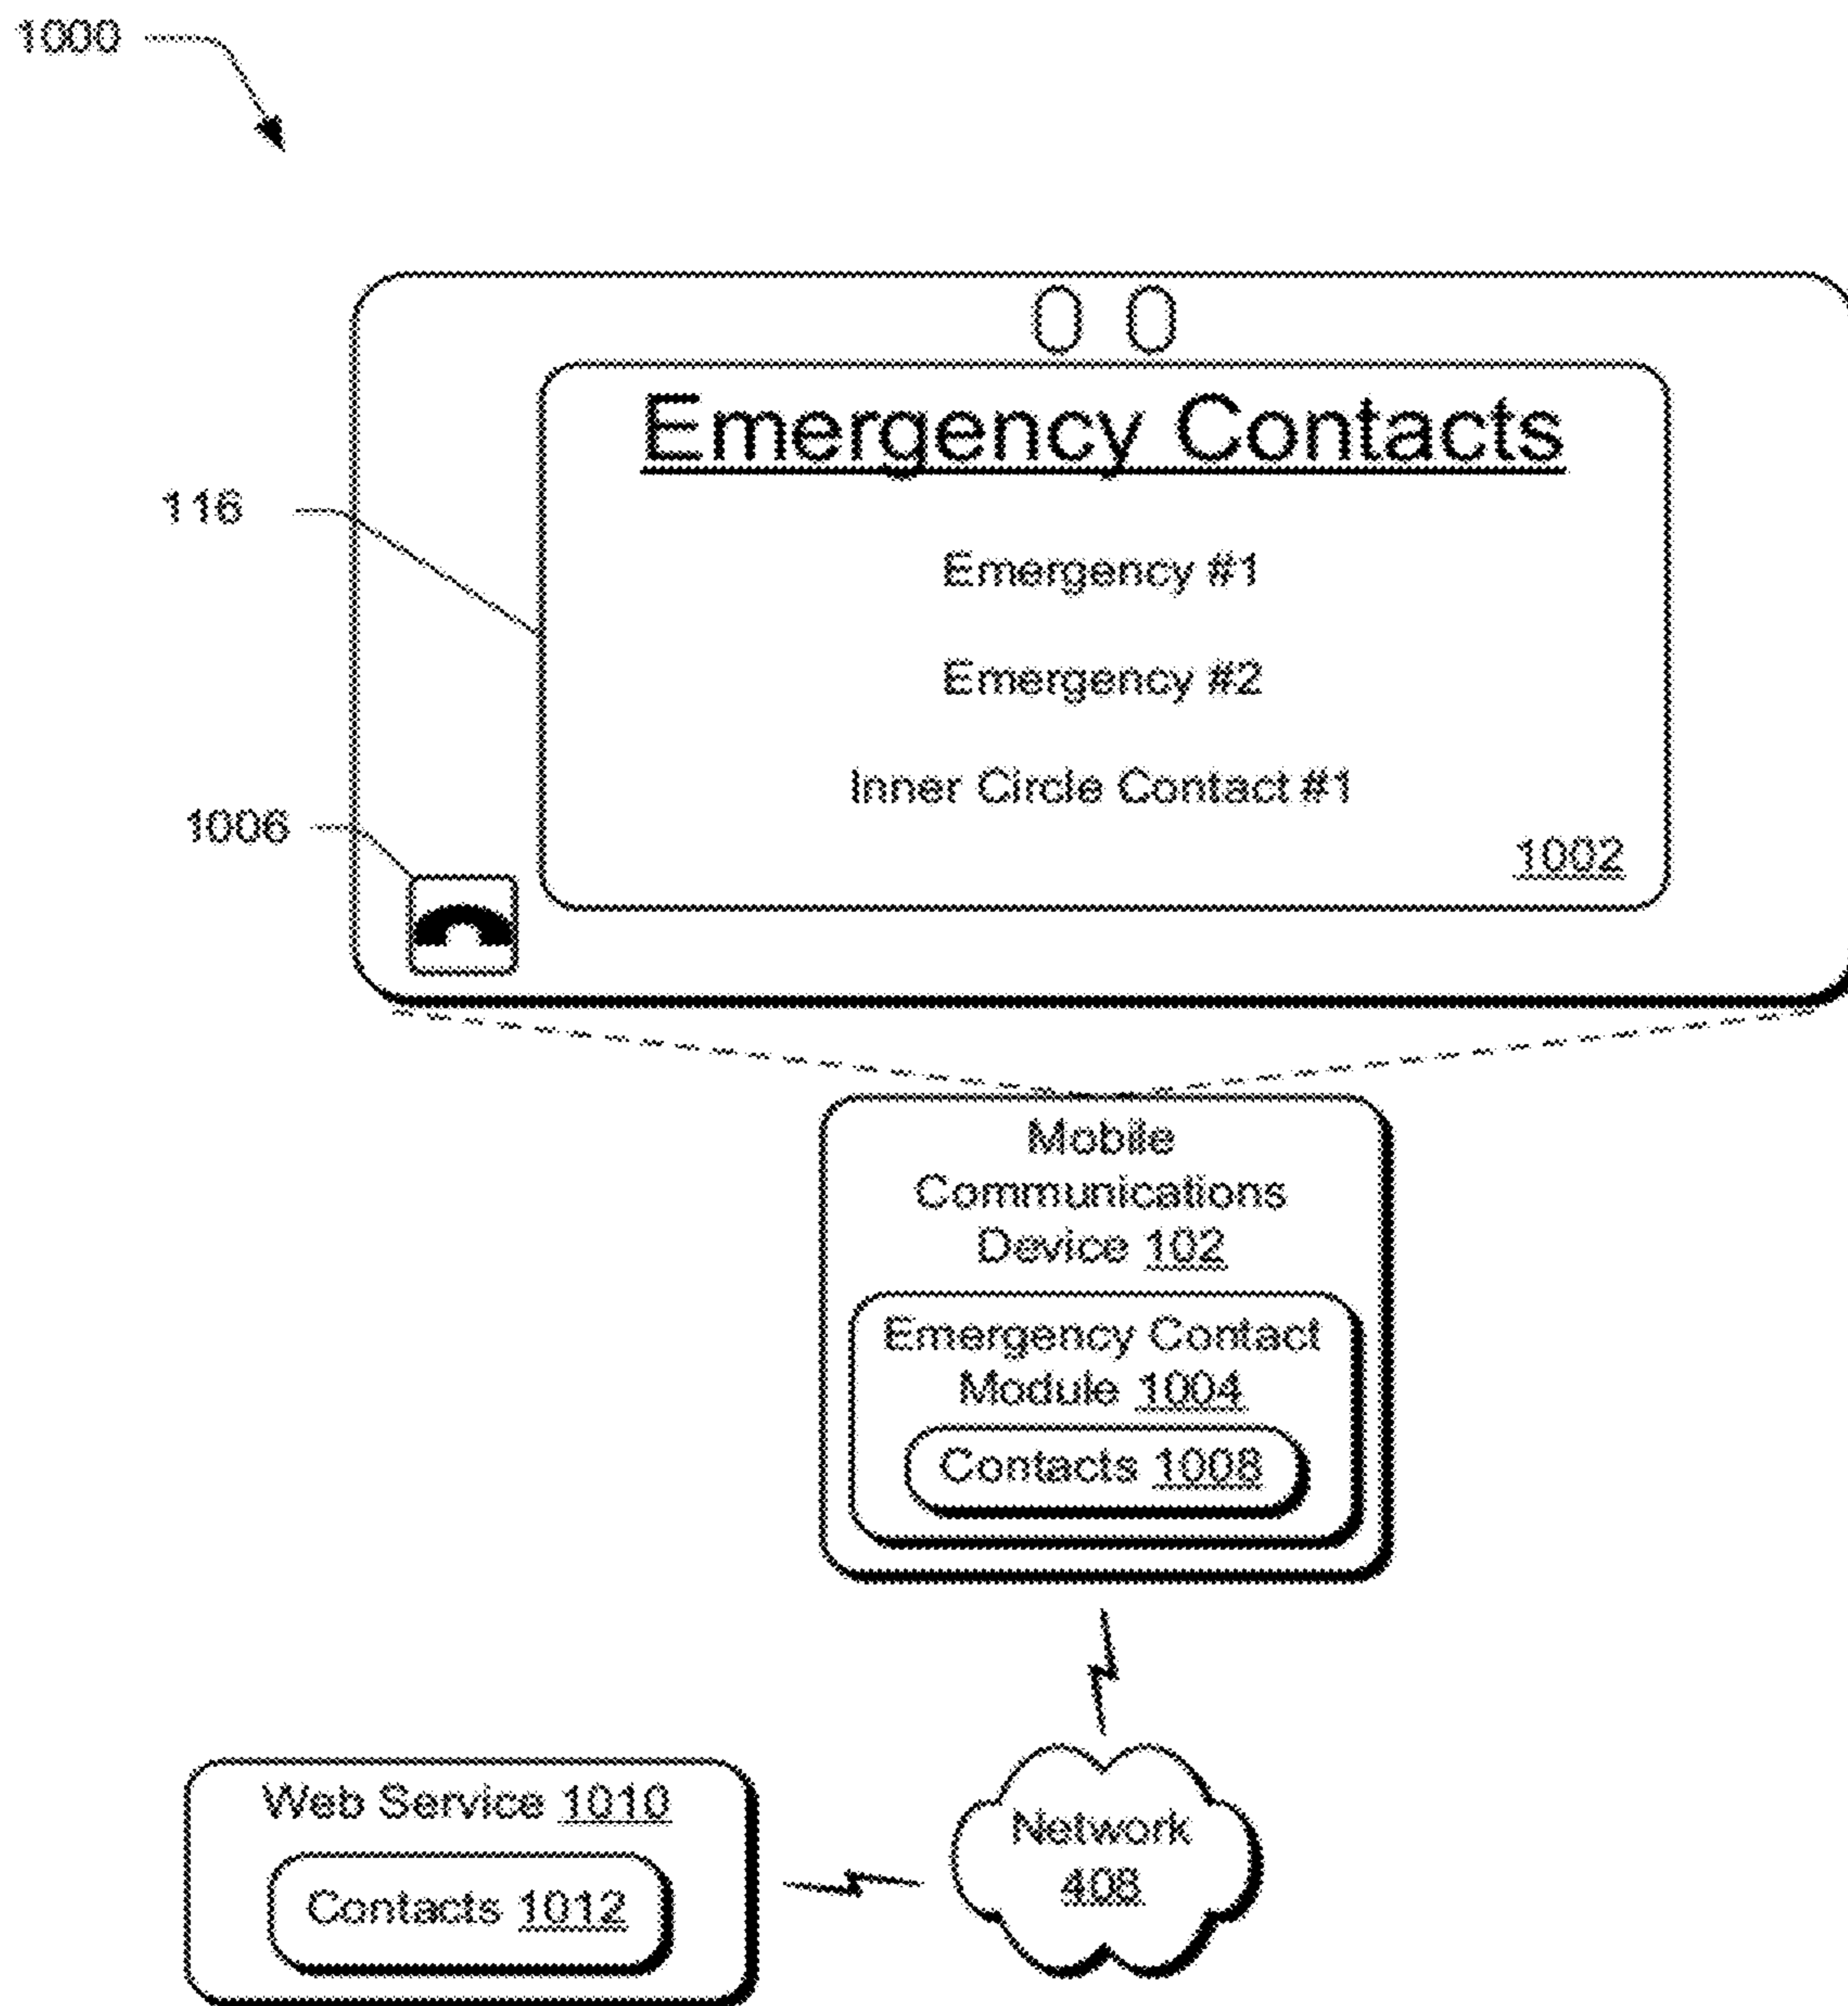 1000
Emergency Contacts
116
Emergency #1
Emergency #2
Inner Circle Contact #1
1006
1002
Mobile
Communications
Device 102
Emergency Contact
Module 1004
Contacts 1008
Web Service 1010
Network
408
Contacts 1012